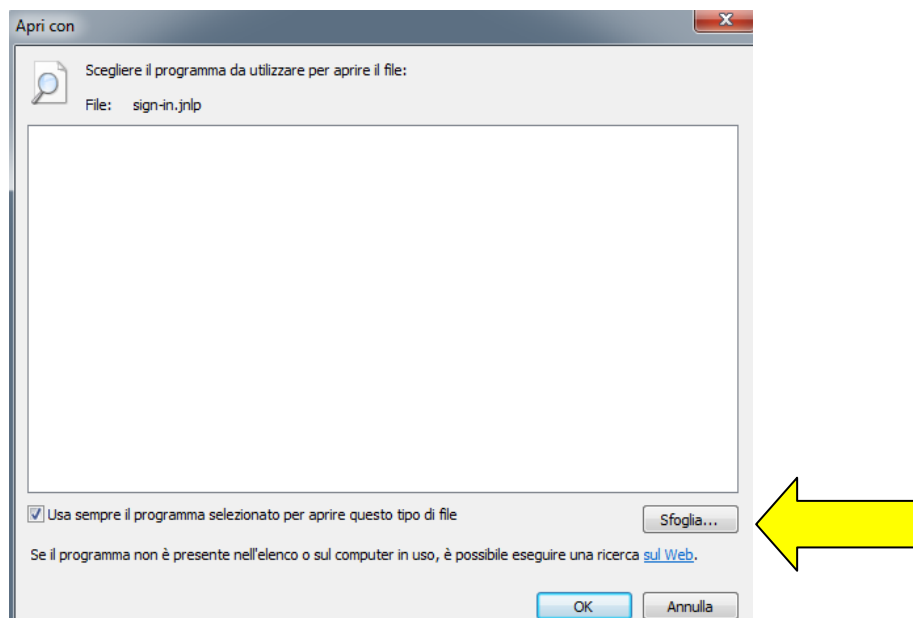 Apri con
Scegliere il programma da utilizzare per aprire il file:
File: sign-in.jnlp
Usa sempre il programma selezionato per aprire questo tipo di file
Sfoglia...
Se il programma non è presente nell'elenco o sul computer in uso, è possibile eseguire una ricerca sul Web.
OK Annulla